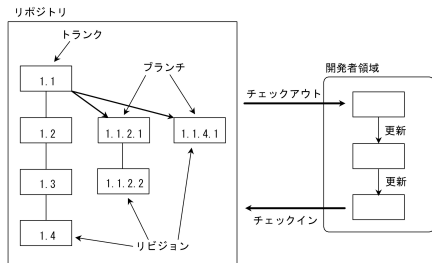 リポジトリ
トランク
1.1
ブランチ
1.2
1.1.2.1
1.1.4.1
1.3
1.1.2.2
1.4
リビジョン
チェックアウト
チェックイン
開発者領域
更新
更新